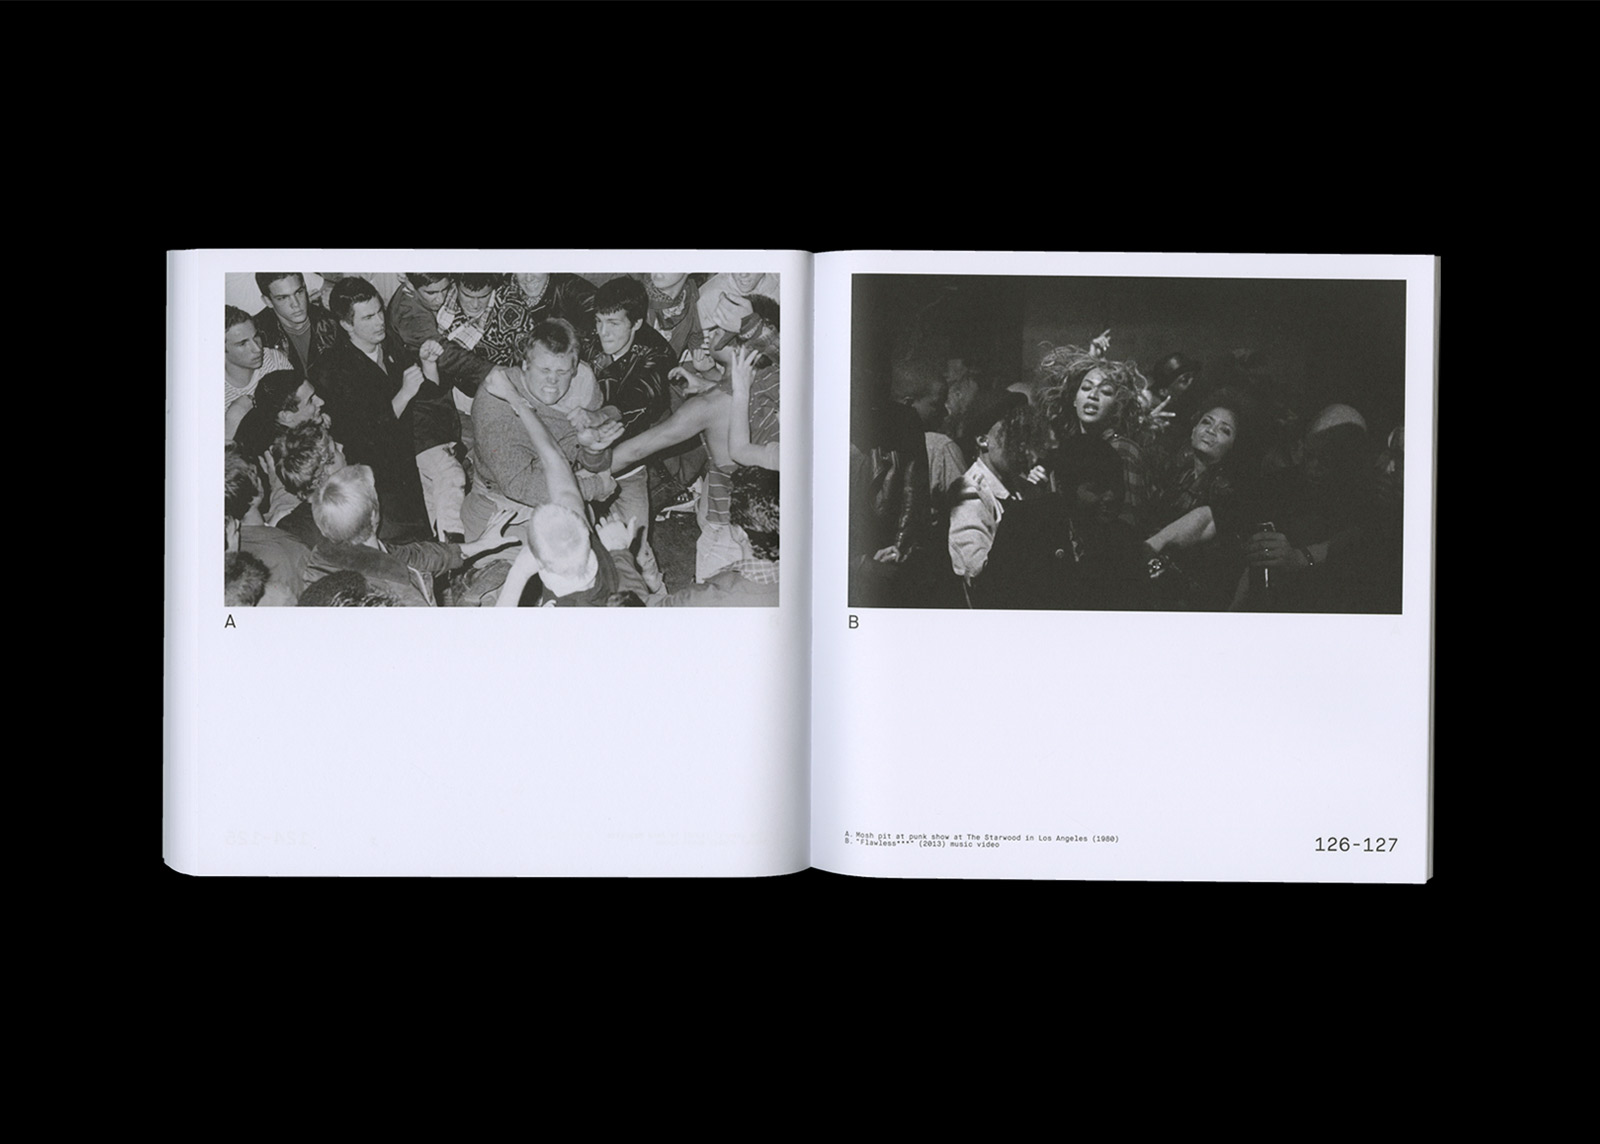 A
B
A. Mosh pit at punk show at The Starwood in Los Angeles (1980)
B. "Flawless***" (2013) music video
126-127